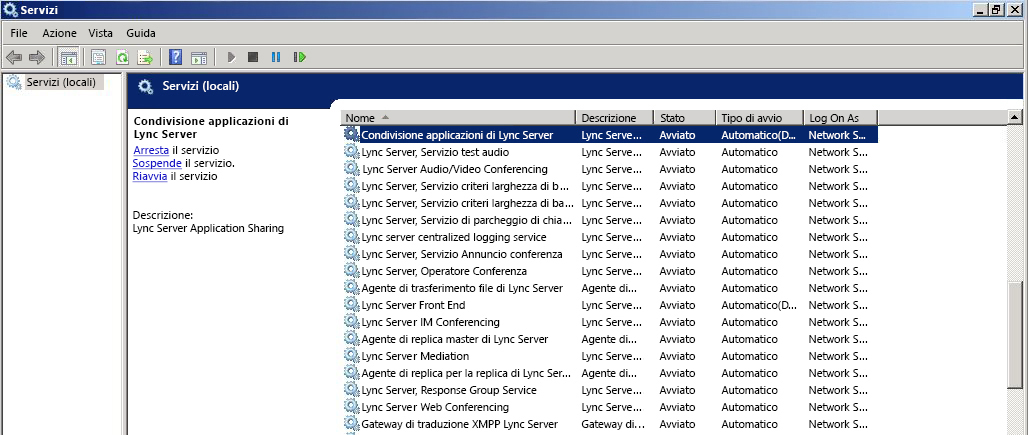 Servizi
File Azione Vista Guida
Servizi (locali)
Servizi (locali)
Condivisione applicazioni di
Lync Server
Arresta il servizio
Sospende il servizio.
Riavvia il servizio
Descrizione:
Lync Server Application Sharing
Nome Descrizione Stato Tipo di avvio Log On As
Condivisione applicazioni di Lync Server Lync Serve... Avviato Automatico(D... Network S...
Lync Server, Servizio test audio Lync Serve... Avviato Automatico Network S...
Lync Server Audio/Video Conferencing Lync Serve... Avviato Automatico Network S...
Lync Server, Servizio criteri larghezza di b... Lync Serve... Avviato Automatico Network S...
Lync Server, Servizio criteri larghezza di ba... Lync Serve... Avviato Automatico Network S...
Lync Server, Servizio di parcheggio di chia... Lync Serve... Avviato Automatico Network S...
Lync server centralized logging service Lync Serve... Avviato Automatico Network S...
Lync Server, Servizio Annuncio conferenza Lync Serve... Avviato Automatico Network S...
Lync Server, Operatore Conferenza Lync Serve... Avviato Automatico Network S...
Agente di trasferimento file di Lync Server Agente di... Avviato Automatico Network S...
Lync Server Front End Lync Serve... Avviato Automatico(D... Network S...
Lync Server IM Conferencing Lync Serve... Avviato Automatico Network S...
Agente di replica master di Lync Server Agente di... Avviato Automatico Network S...
Lync Server Mediation Lync Serve... Avviato Automatico Network S...
Agente di replica per la replica di Lync Ser... Agente di... Avviato Automatico Network S...
Lync Server, Response Group Service Lync Serve... Avviato Automatico Network S...
Lync Server Web Conferencing Lync Serve... Avviato Automatico Network S...
Gateway di traduzione XMPP Lync Server Gateway di... Avviato Automatico Network S...